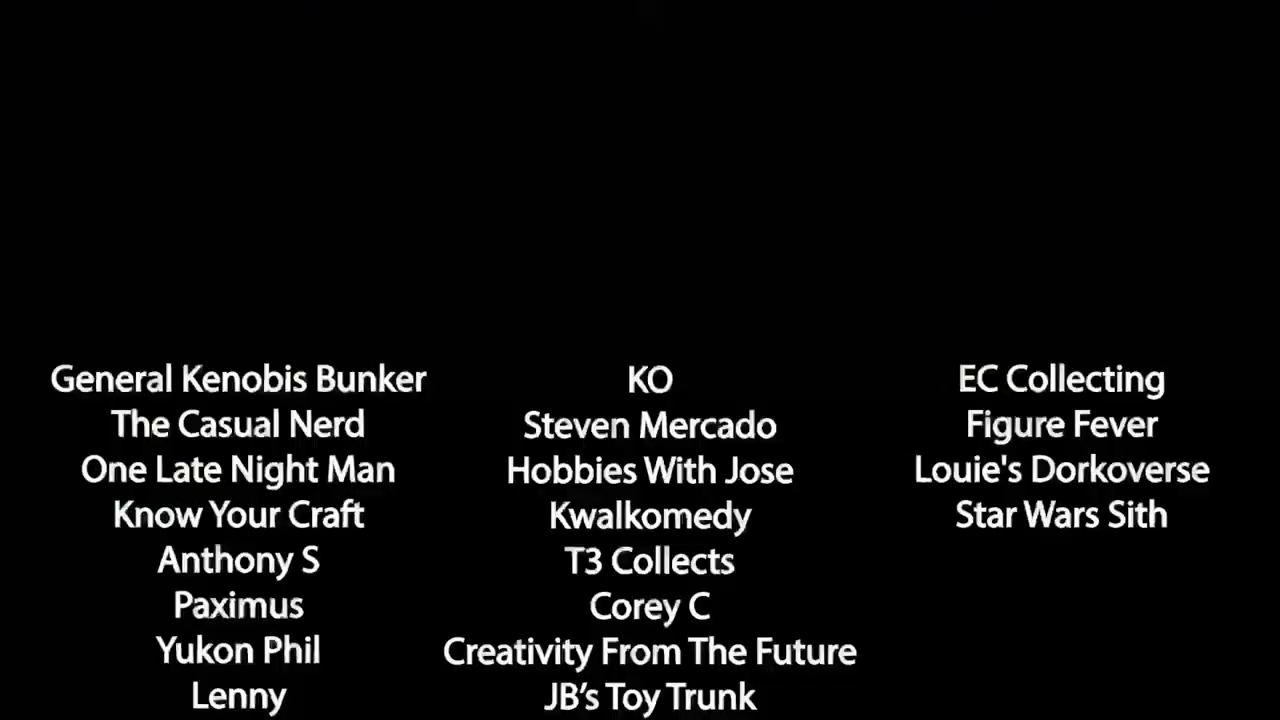 General Kenobis Bunker
The Casual Nerd
One Late Night Man
Know Your Craft
Anthony S
Paximus
Yukon Phil
Lenny
KO
Steven Mercado
Hobbies With Jose
Kwalkomedy
T3 Collects
Corey C
Creativity From The Future
JB’s Toy Trunk
EC Collecting
Figure Fever
Louie's Dorkoverse
Star Wars Sith